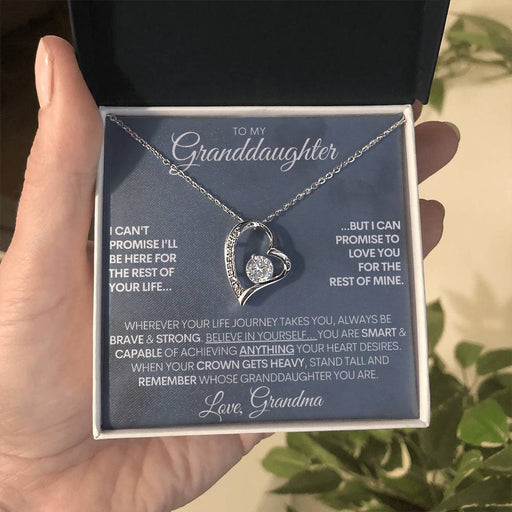 TO MY
Granddaughter
I CAN'T
PROMISE I'LL
BE HERE FOR
THE REST OF
YOUR LIFE...
...BUT I CAN
PROMISE TO
LOVE YOU
FOR THE
REST OF MINE.
WHEREVER YOUR LIFE JOURNEY TAKES YOU, ALWAYS BE
BRAVE & STRONG. BELIEVE IN YOURSELF... YOU ARE SMART &
CAPABLE OF ACHIEVING ANYTHING YOUR HEART DESIRES.
WHEN YOUR CROWN GETS HEAVY, STAND TALL AND
REMEMBER WHOSE GRANDDAUGHTER YOU ARE.
Love, Grandma